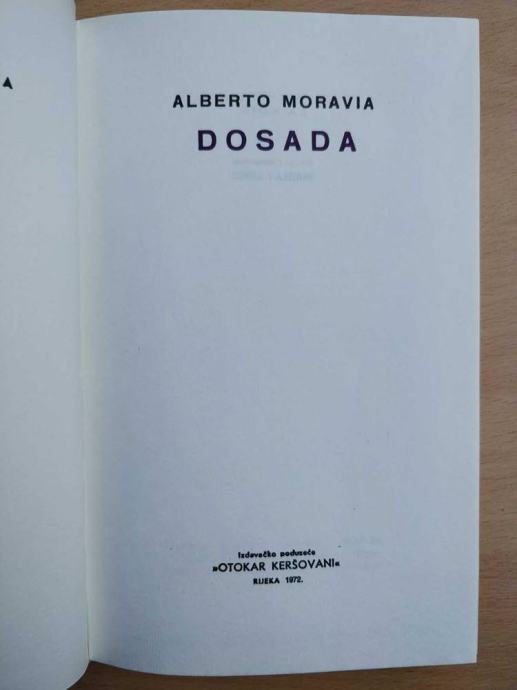 A
ALBERTO MORAVIA
DOSADA
Izdavačko poduzeće
»OTOKAR KERŠOVANI«
RIJEKA 1972.